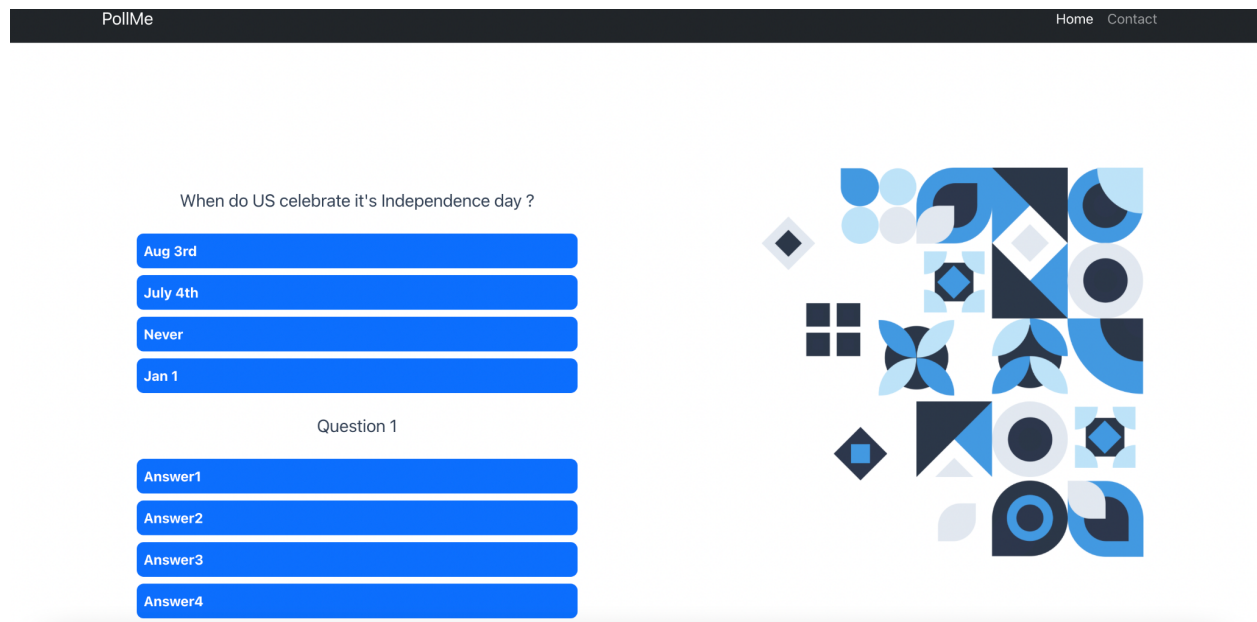 PollMe
Home Contact
When do US celebrate it's Independence day ?
Aug 3rd
July 4th
Never
Jan 1
Question 1
Answer1
Answer2
Answer3
Answer4